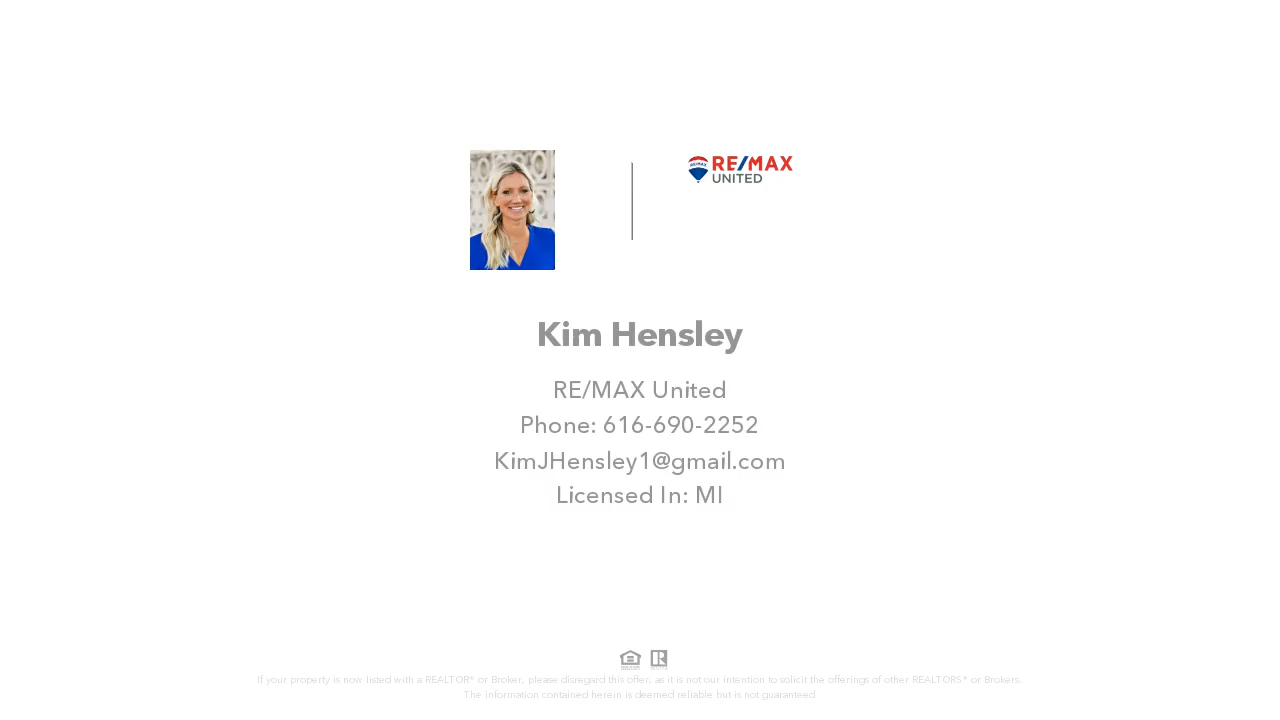 RE/MAX
UNITED
Kim Hensley
RE/MAX United
Phone: 616-690-2252
KimJHensley1@gmail.com
Licensed In: MI
If your property is now listed with a REALTOR® or Broker, please disregard this offer, as it is not our intention to solicit the offerings of other REALTORS® or Brokers.
The information contained herein is deemed reliable but is not guaranteed